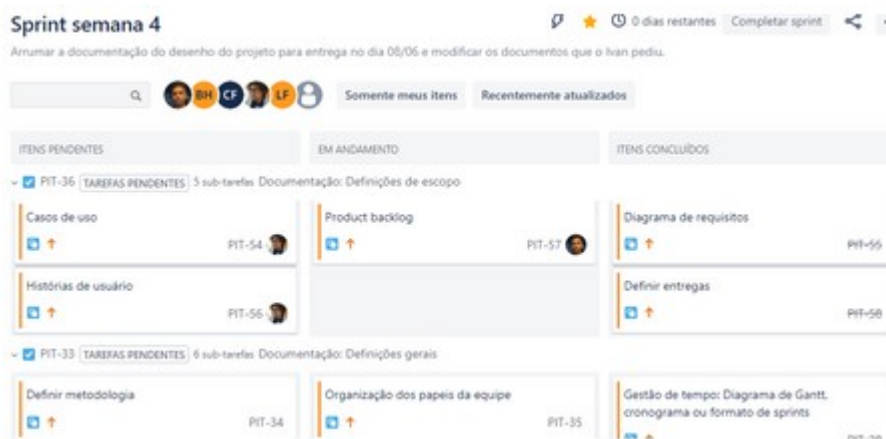 Sprint semana 4
0 dias restantes Completar sprint
Arrumar a documentação do desenho do projeto para entrega no dia 08/06 e modificar os documentos que o Ivan pediu.
BH CF LF Somente meus itens Recentemente atualizados
ITENS PENDENTES EM ANDAMENTO ITENS CONCLUÍDOS
PIT-36 TAREFAS PENDENTES 5 sub-tarefas Documentação: Definições de escopo
Casos de uso Product backlog Diagrama de requisitos
PIT-54 PIT-57 PIT-55
Histórias de usuário Definir entregas
PIT-56 PIT-58
PIT-33 TAREFAS PENDENTES 6 sub-tarefas Documentação: Definições gerais
Definir metodologia Organização dos papeis da equipe Gestão de tempo: Diagrama de Gantt,
cronograma ou formato de sprints
PIT-34 PIT-35